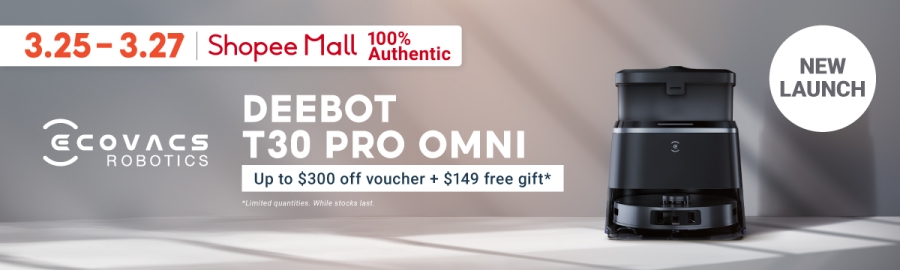 3.25 – 3.27
Shopee Mall
100%
Authentic
NEW
LAUNCH
ECOVACS
ROBOTICS
DEEBOT
T30 PRO OMNI
Up to $300 off voucher + $149 free gift*
*Limited quantities. While stocks last.